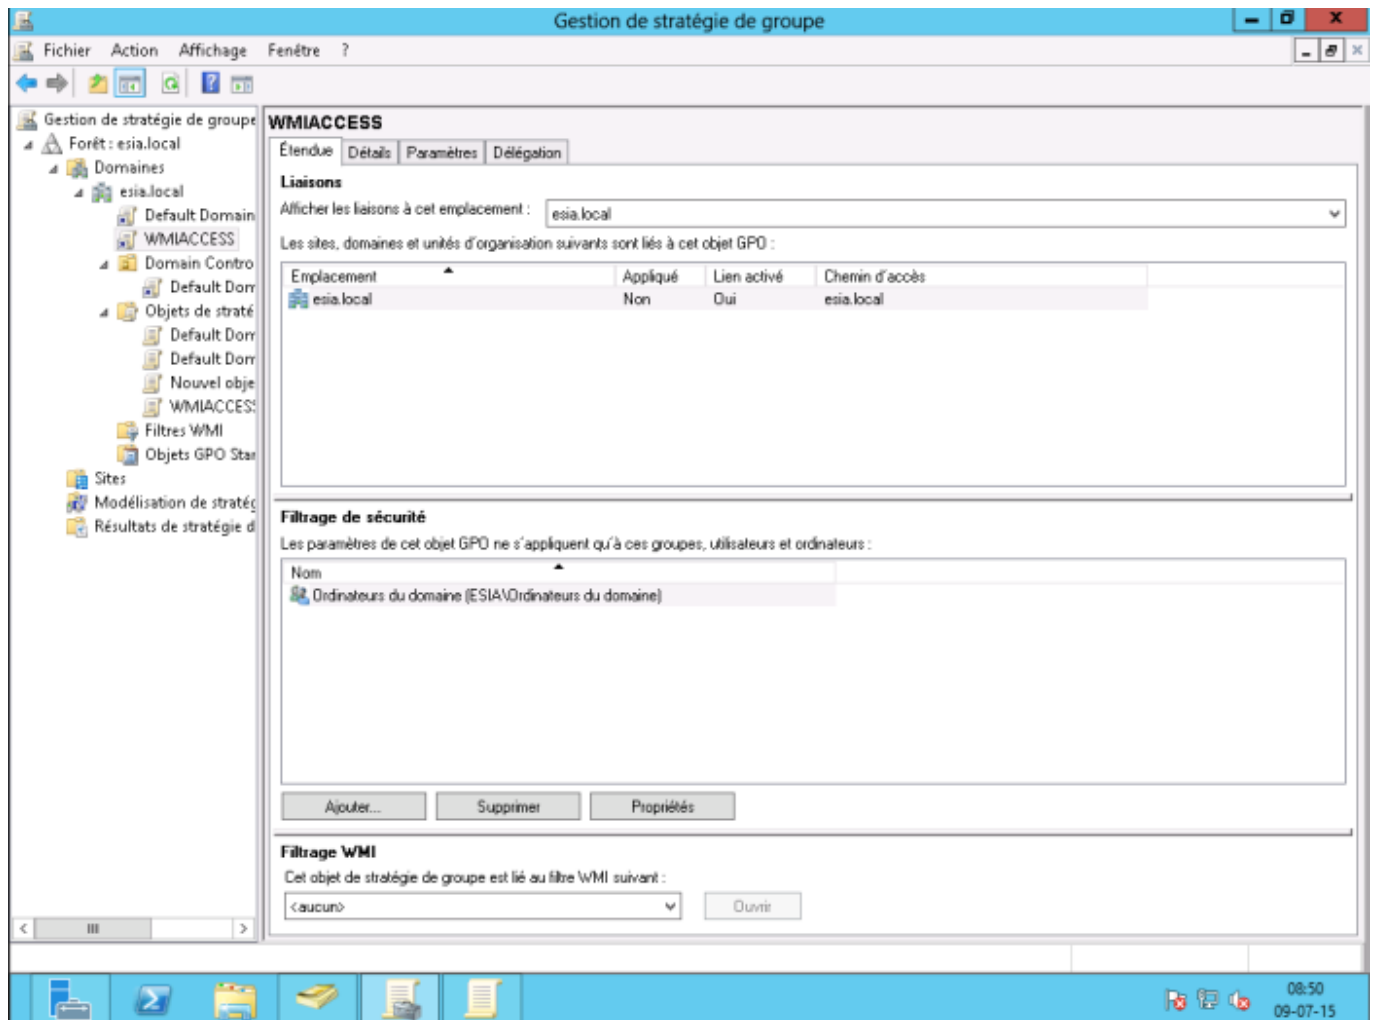 Gestion de stratégie de groupe
Fichier Action Affichage Fenêtre ?
Gestion de stratégie de groupe
Forêt : esia.local
Domaines
esia.local
Default Domain
WMIACCESS
Domain Contro
Default Dom
Objets de straté
Default Dom
Default Dom
Nouvel obje
WMIACCESS
Filtres WMI
Objets GPO Star
Sites
Modélisation de stratég
Résultats de stratégie d
WMIACCESS
Étendue Détails Paramètres Délégation
Liaisons
Afficher les liaisons à cet emplacement : esia.local
Les sites, domaines et unités d'organisation suivants sont liés à cet objet GPO :
Emplacement Appliqué Lien activé Chemin d'accès
esia.local Non Oui esia.local
Filtrage de sécurité
Les paramètres de cet objet GPO ne s'appliquent qu'à ces groupes, utilisateurs et ordinateurs :
Nom
Ordinateurs du domaine (ESIA\Ordinateurs du domaine)
Ajouter... Supprimer Propriétés
Filtrage WMI
Cet objet de stratégie de groupe est lié au filtre WMI suivant :
<aucun> Ouvrir
08:50
09-07-15